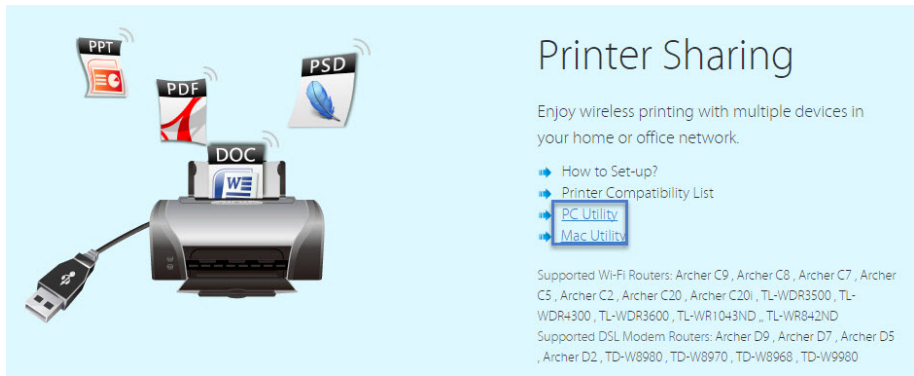 PPT
PDF
PSD
DOC
W
Printer Sharing
Enjoy wireless printing with multiple devices in
your home or office network.
How to Set-up?
Printer Compatibility List
PC Utility
Mac Utility
Supported Wi-Fi Routers: Archer C9 , Archer C8 , Archer C7 , Archer
C5 , Archer C2 , Archer C20 , Archer C20i , TL-WDR3500 , TL-
WDR4300 , TL-WDR3600 , TL-WR1043ND ,, TL-WR842ND
Supported DSL Modem Routers: Archer D9 , Archer D7 , Archer D5
, Archer D2 , TD-W8980 , TD-W8970 , TD-W8968 , TD-W9980